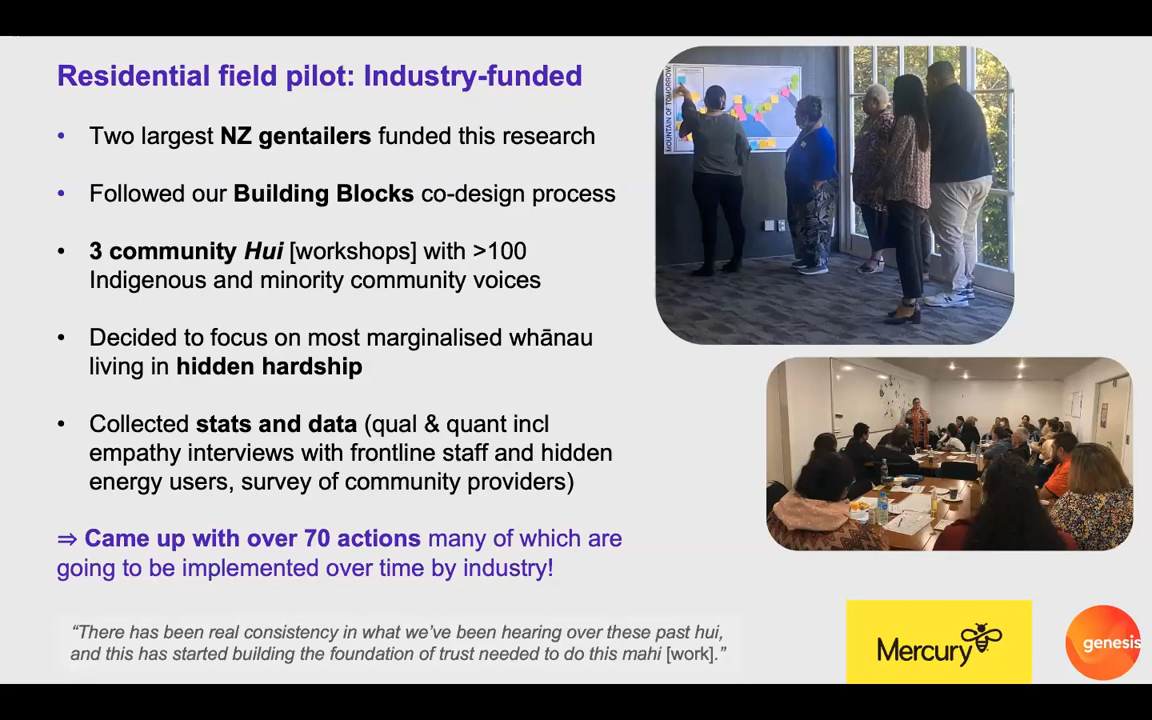 Residential field pilot: Industry-funded
• Two largest NZ gentailers funded this research
• Followed our Building Blocks co-design process
• 3 community Hui [workshops] with >100
Indigenous and minority community voices
• Decided to focus on most marginalised whānau
living in hidden hardship
• Collected stats and data (qual & quant incl
empathy interviews with frontline staff and hidden
energy users, survey of community providers)
⇒ Came up with over 70 actions many of which are
going to be implemented over time by industry!
“There has been real consistency in what we’ve been hearing over these past hui,
and this has started building the foundation of trust needed to do this mahi [work].”
MOUNTAIN OF TOMORROW
Mercury
genesis